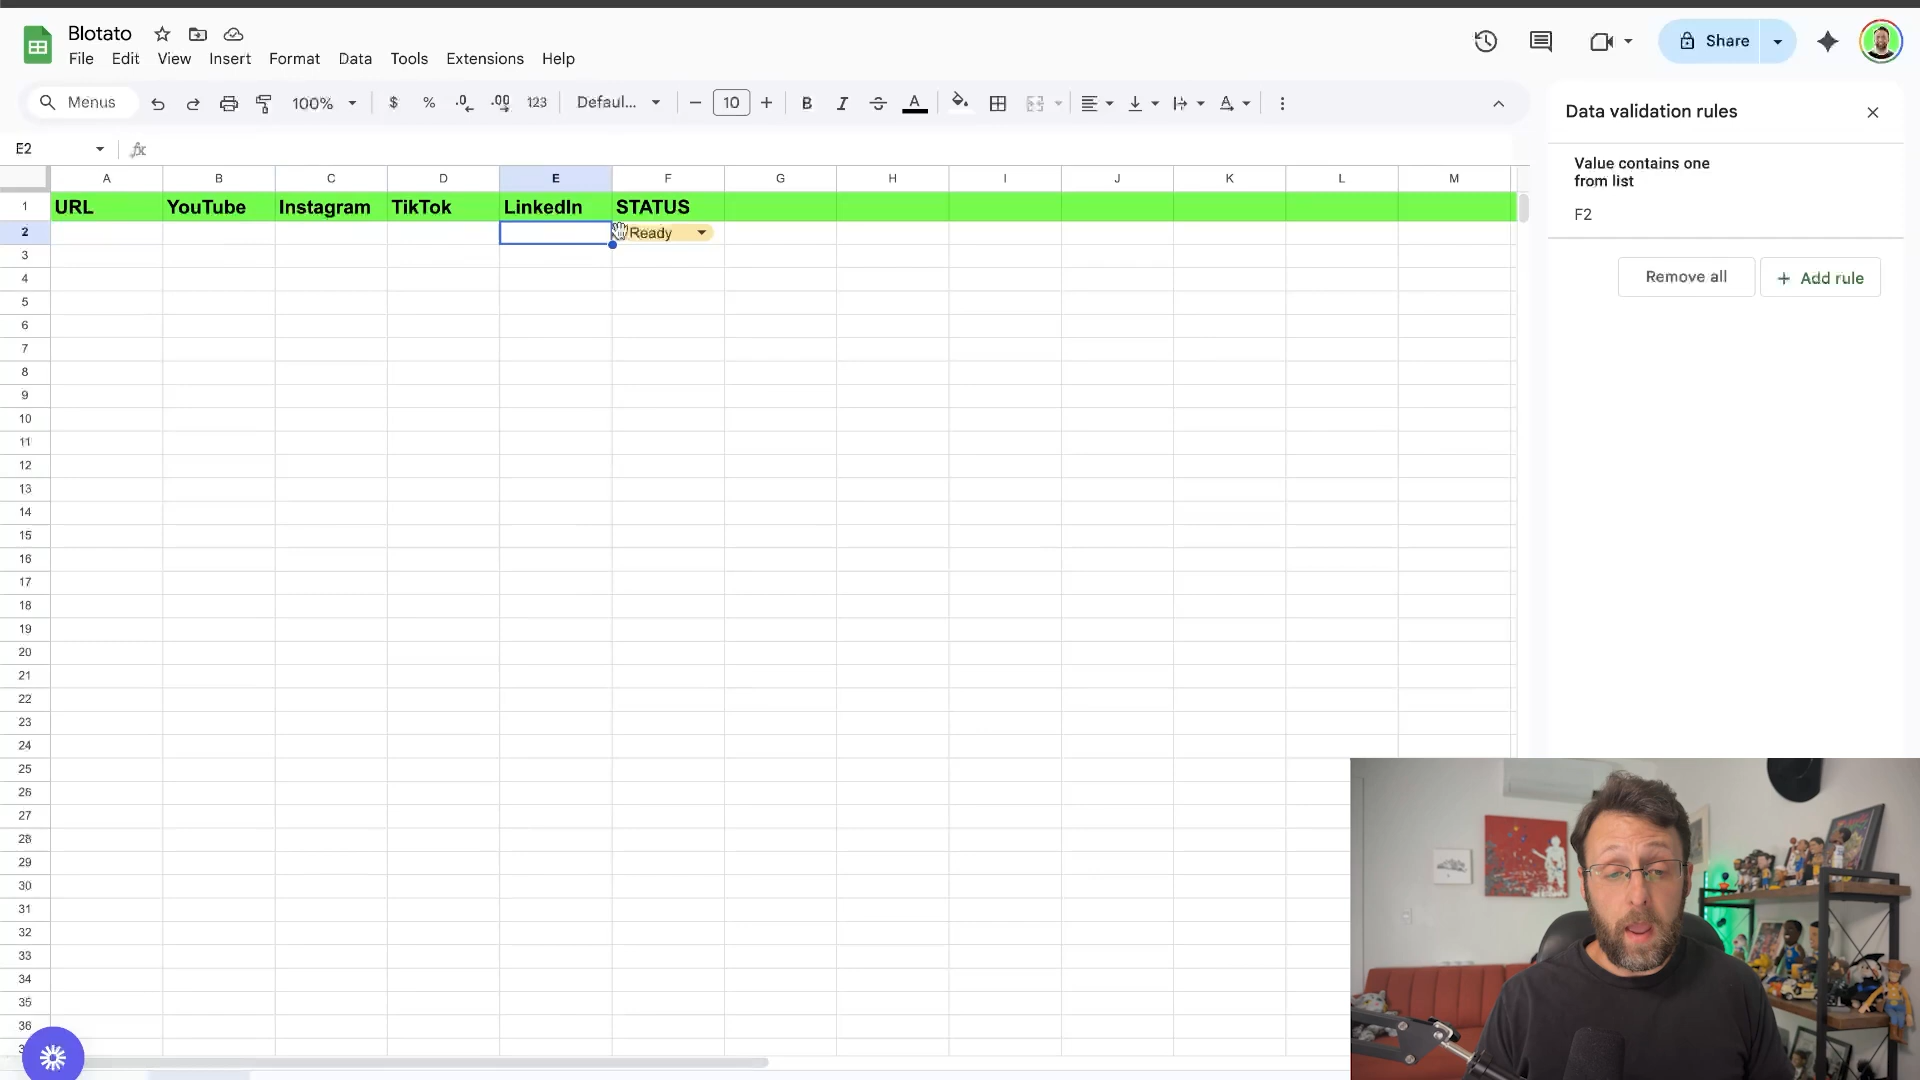 Blotato
File Edit View Insert Format Data Tools Extensions Help
Share
Menus
100%
$ % .0 .00 123
Defaul...
10
B I S A
E2
fx
A B C D E F G H I J K L M
1 URL YouTube Instagram TikTok LinkedIn STATUS
2 Ready
3
4
5
6
7
8
9
10
11
12
13
14
15
16
17
18
19
20
21
22
23
24
25
26
27
28
29
30
31
32
33
34
35
36
Data validation rules
Value contains one
from list
F2
Remove all
+ Add rule